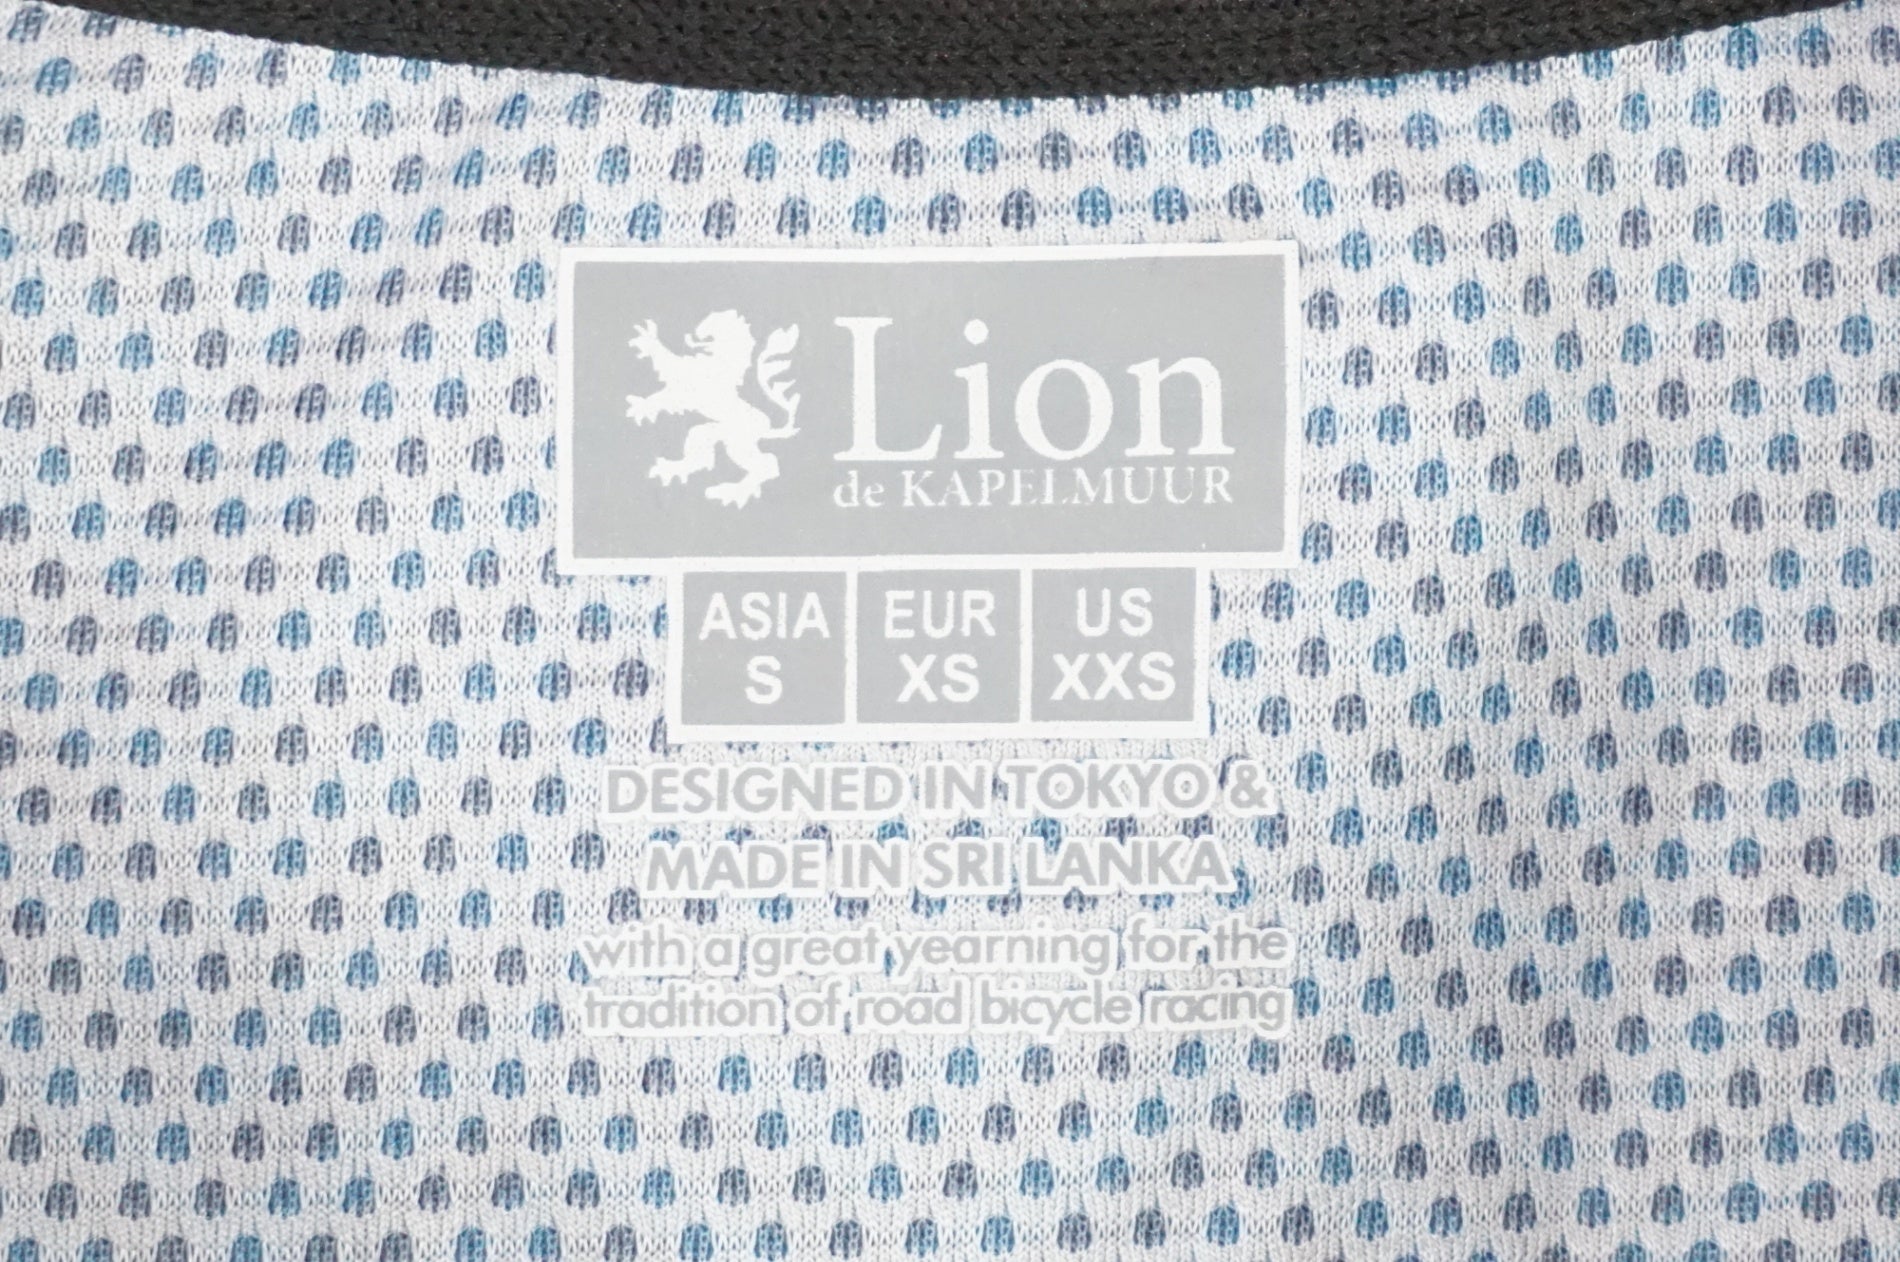 Lion
de KAPELMUUR
ASIA EUR US
S XS XXS
DESIGNED IN TOKYO &
MADE IN SRI LANKA
with a great yearning for the
tradition of road bicycle racing